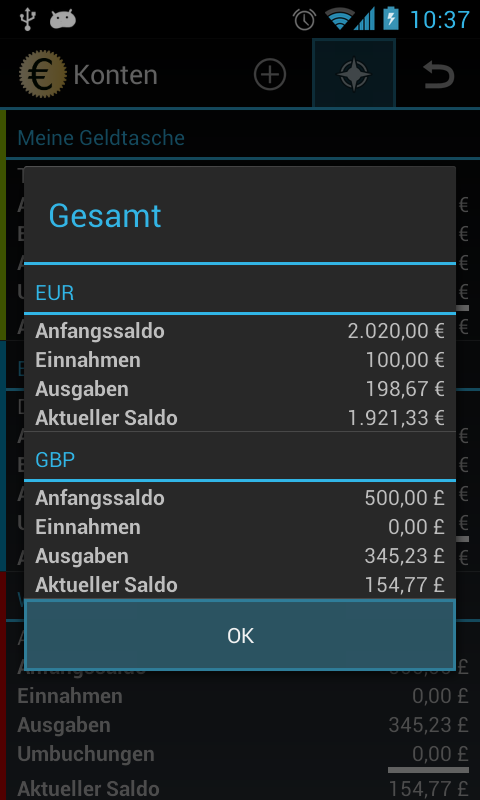 10:37
€ Konten
Meine Geldtasche
€
€
€
€
€
Gesamt
EUR
Anfangssaldo 2.020,00 €
Einnahmen 100,00 €
Ausgaben 198,67 €
Aktueller Saldo 1.921,33 €
€
€
€
€
€
GBP
Anfangssaldo 500,00 £
Einnahmen 0,00 £
Ausgaben 345,23 £
Aktueller Saldo 154,77 £
OK
Anfangssaldo 500,00 £
Einnahmen 0,00 £
Ausgaben 345,23 £
Umbuchungen 0,00 £
Aktueller Saldo 154,77 £